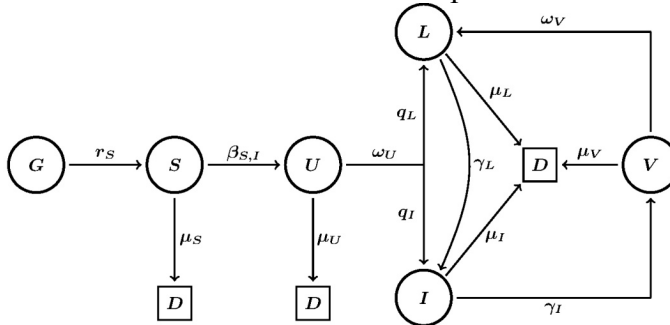 L
ω_V
q_L
μ_L
G
r_S
S
β_{S,I}
U
ω_U
γ_L
D
μ_V
V
μ_S
μ_U
q_I
μ_I
D
D
I
γ_I